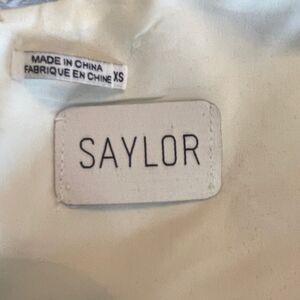 MADE IN CHINA
FABRIQUE EN CHINE XS
SAYLOR